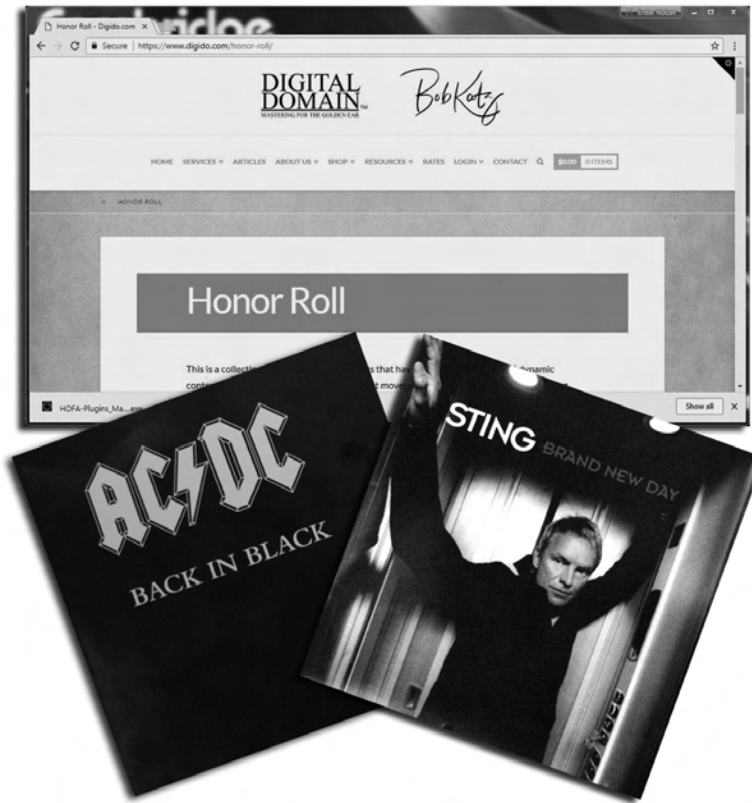 Honor Roll - Digido.com
Secure | https://www.digido.com/honor-roll/
DIGITAL
DOMAIN
MASTERING FOR THE GOLDEN EAR
Bob Katz
HOME SERVICES ARTICLES ABOUT US SHOP RESOURCES RATES LOGIN CONTACT $0.00 0 ITEMS
HONOR ROLL
Honor Roll
This is a that
HOFA-Plugins_Ma....exe
Show all
AC/DC
BACK IN BLACK
STING BRAND NEW DAY